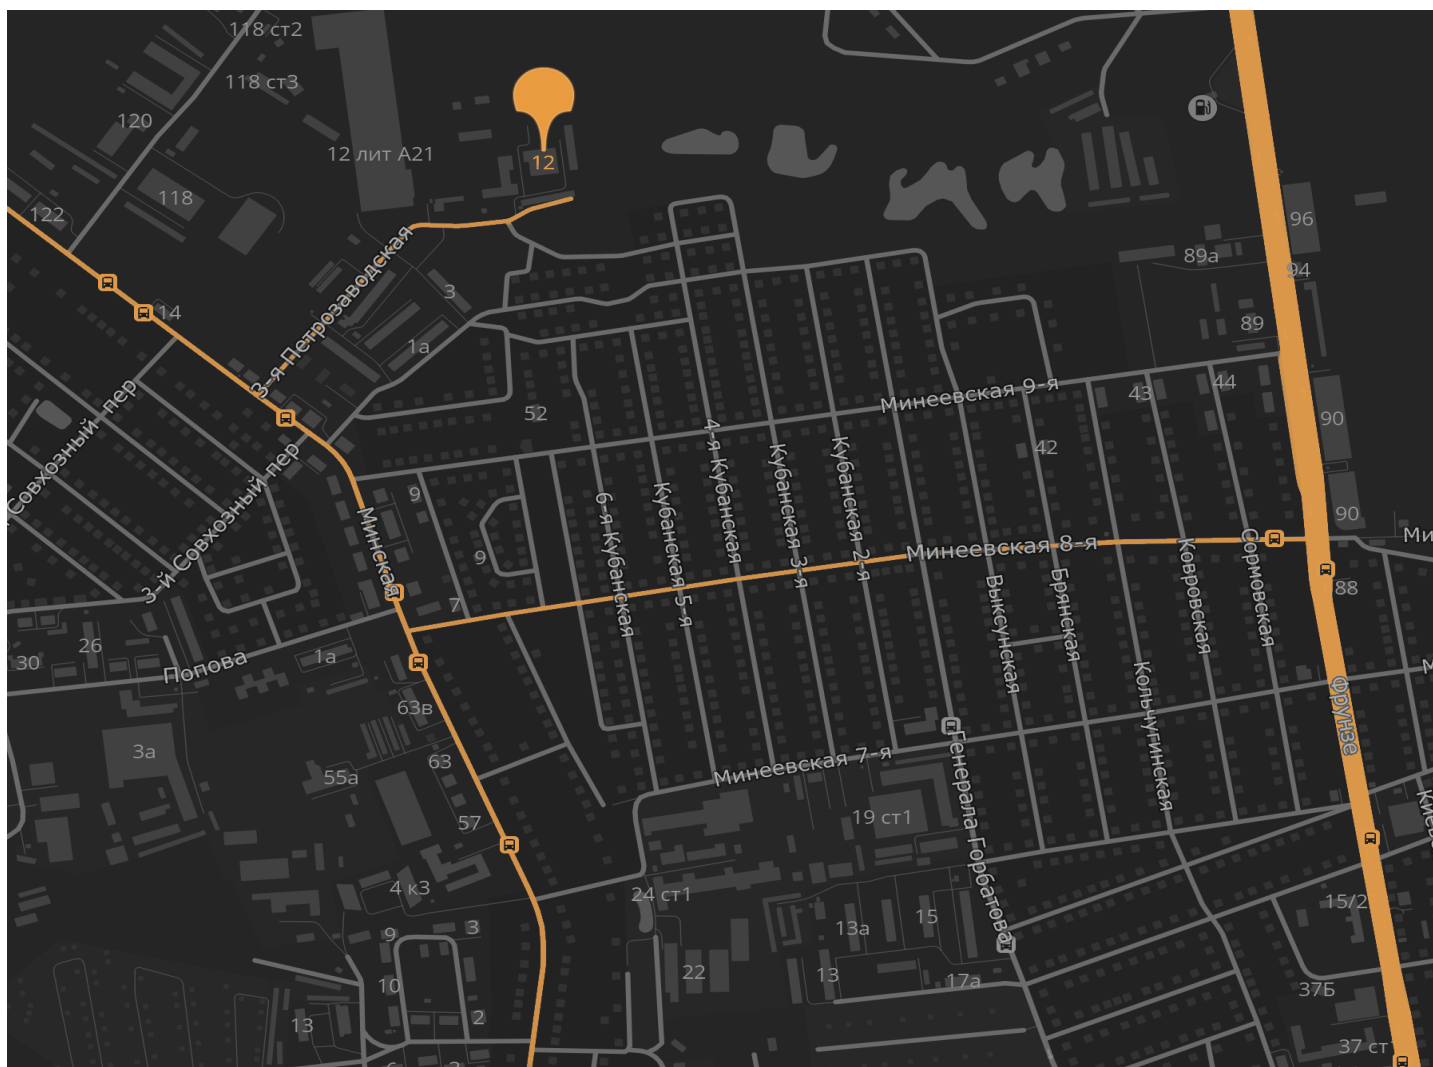 118 ст2
118 ст3
120
12 лит А21
12
118
122
96
89а
94
3
14
89
1а
3-я Петрозаводская
Совхозный пер
Минеевская 9-я
43
44
52
90
4-я Кубанская
Кубанская 3-я
Кубанская 2-я
42
3-й Совхозный пер
9
6-я Кубанская
Кубанская 5-я
90
Минская
9
Минеевская 8-я
Ковровская
Сормовская
Ми
7
Выксунская
Брянская
88
26
30
Попова
1а
Кольчугинская
63в
Фрунзе
3а
55а
63
Минеевская 7-я
Генерала Горбатова
57
19 ст1
4 к3
24 ст1
15
15/2
13а
9
3
22
13
17а
10
37Б
13
2
37 ст